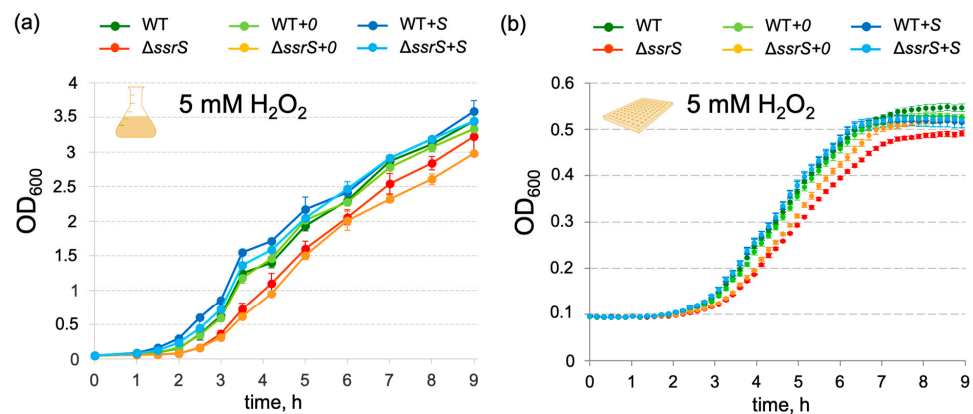 (a)
WT
WT+0
WT+S
ΔssrS
ΔssrS+0
ΔssrS+S
5 mM H₂O₂
OD₆₀₀
4
3.5
3
2.5
2
1.5
1
0.5
0
0 1 2 3 4 5 6 7 8 9
time, h
(b)
WT
WT+0
WT+S
ΔssrS
ΔssrS+0
ΔssrS+S
5 mM H₂O₂
OD₆₀₀
0.6
0.5
0.4
0.3
0.2
0.1
0
0 1 2 3 4 5 6 7 8 9
time, h